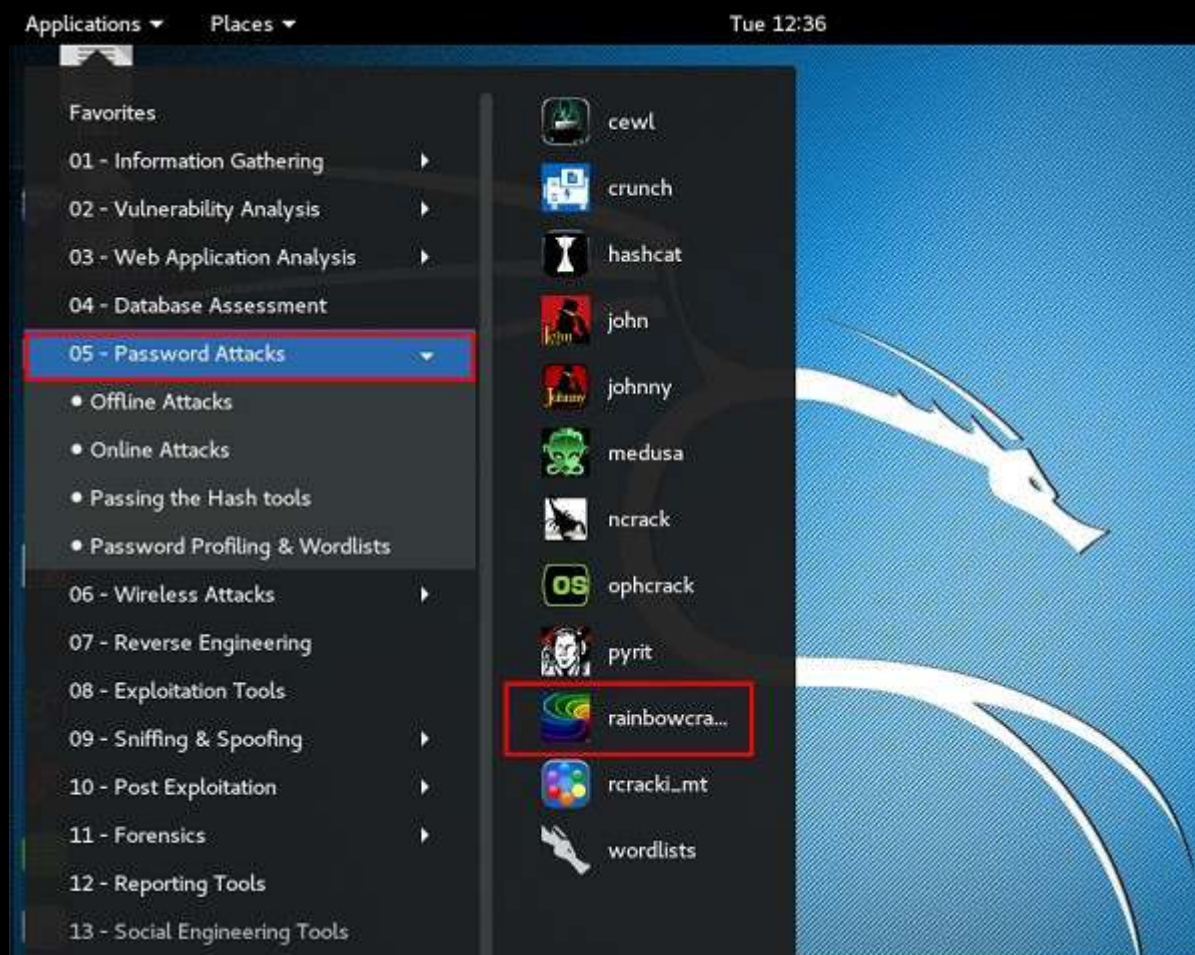 Applications Places Tue 12:36
Favorites
01 - Information Gathering
02 - Vulnerability Analysis
03 - Web Application Analysis
04 - Database Assessment
05 - Password Attacks
• Offline Attacks
• Online Attacks
• Passing the Hash tools
• Password Profiling & Wordlists
06 - Wireless Attacks
07 - Reverse Engineering
08 - Exploitation Tools
09 - Sniffing & Spoofing
10 - Post Exploitation
11 - Forensics
12 - Reporting Tools
13 - Social Engineering Tools
cewl
crunch
hashcat
John
john
Johnny
johnny
medusa
ncrack
OS
ophcrack
pyrit
rainbowcra...
rcracki_mt
wordlists